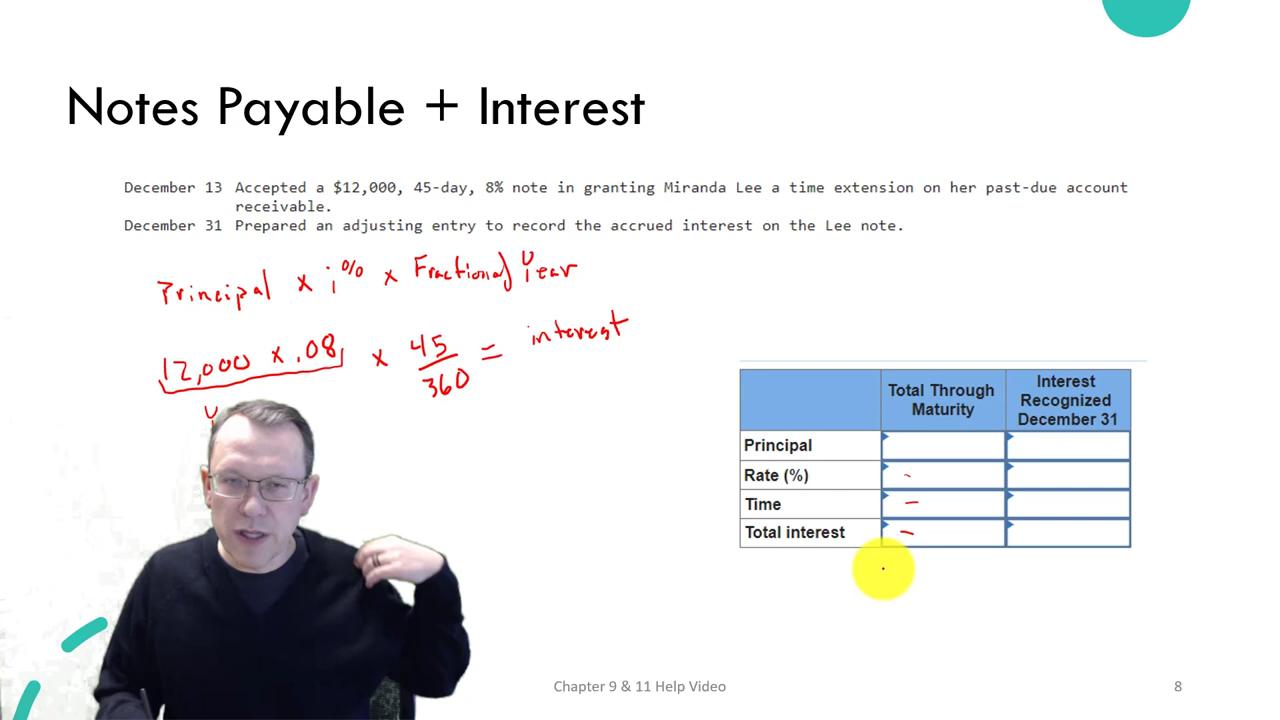 Notes Payable + Interest
December 13 Accepted a $12,000, 45-day, 8% note in granting Miranda Lee a time extension on her past-due account
receivable.
December 31 Prepared an adjusting entry to record the accrued interest on the Lee note.
Principal × i% × Fractional Year
12,000 × .08 × 45/360 = interest
Total Through Maturity
Interest Recognized December 31
Principal
Rate (%)
Time
Total interest
Chapter 9 & 11 Help Video
8